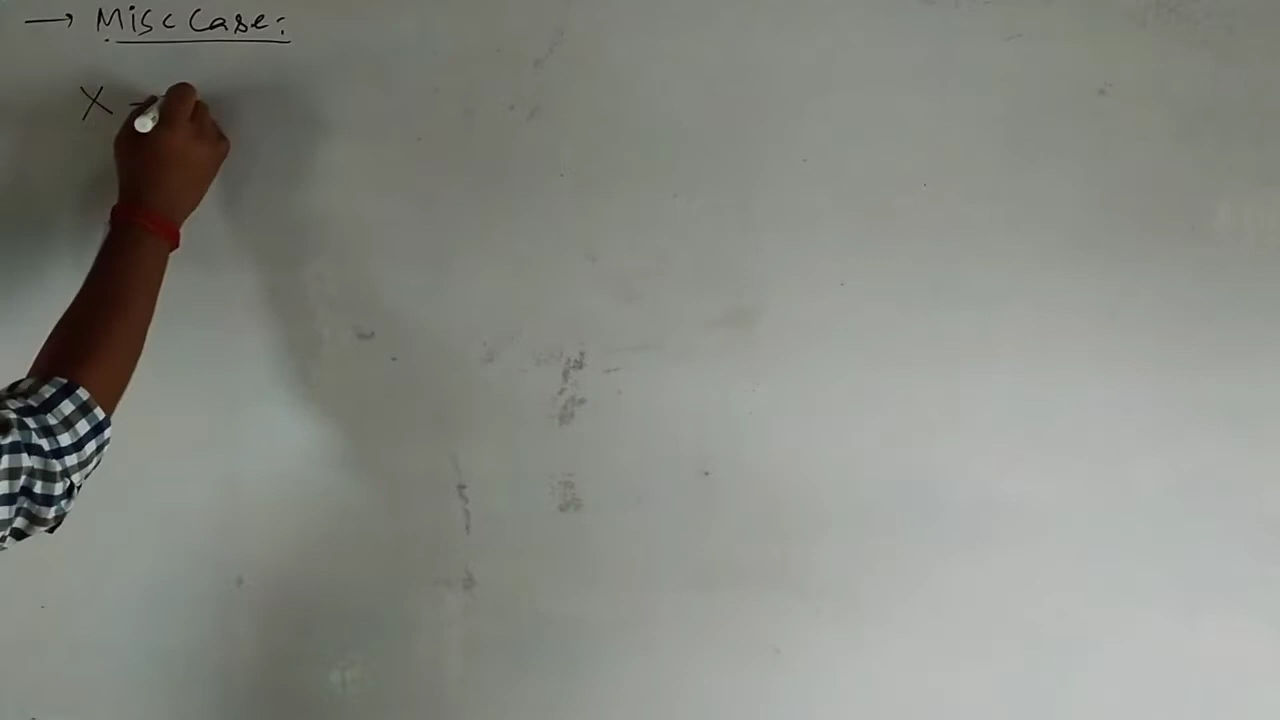 → Misc Case:
X -